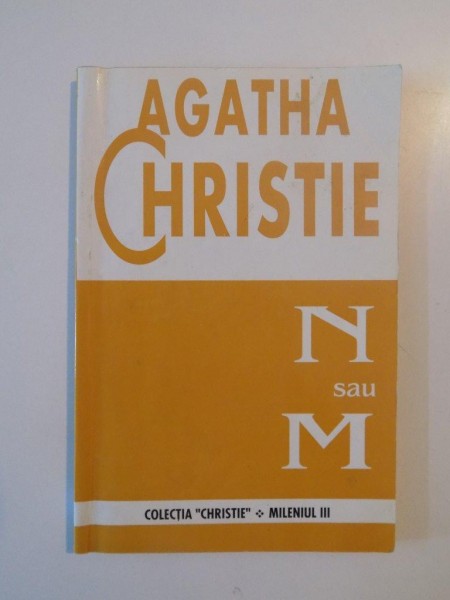 AGATHA
CHRISTIE
N
sau
M
COLECȚIA "CHRISTIE" ❖ MILENIUL III